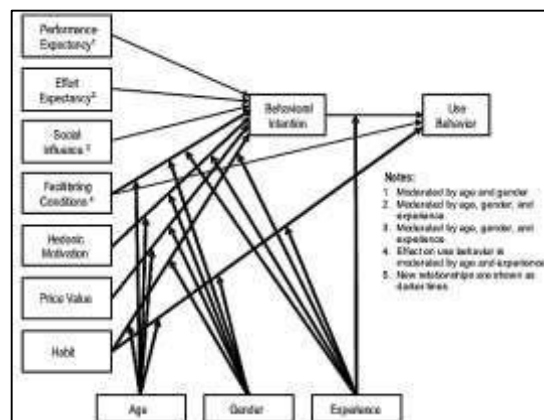 Performance
Expectancy¹
Effort
Expectancy²
Social
Influence ³
Facilitating
Conditions ⁴
Hedonic
Motivation
Price Value
Habit
Behavioral
Intention
Use
Behavior
Notes:
1. Moderated by age and gender
2. Moderated by age, gender, and
experience
3. Moderated by age, gender, and
experience
4. Effect on use behavior is
moderated by age and experience
5. New relationships are shown as
darker lines
Age
Gender
Experience